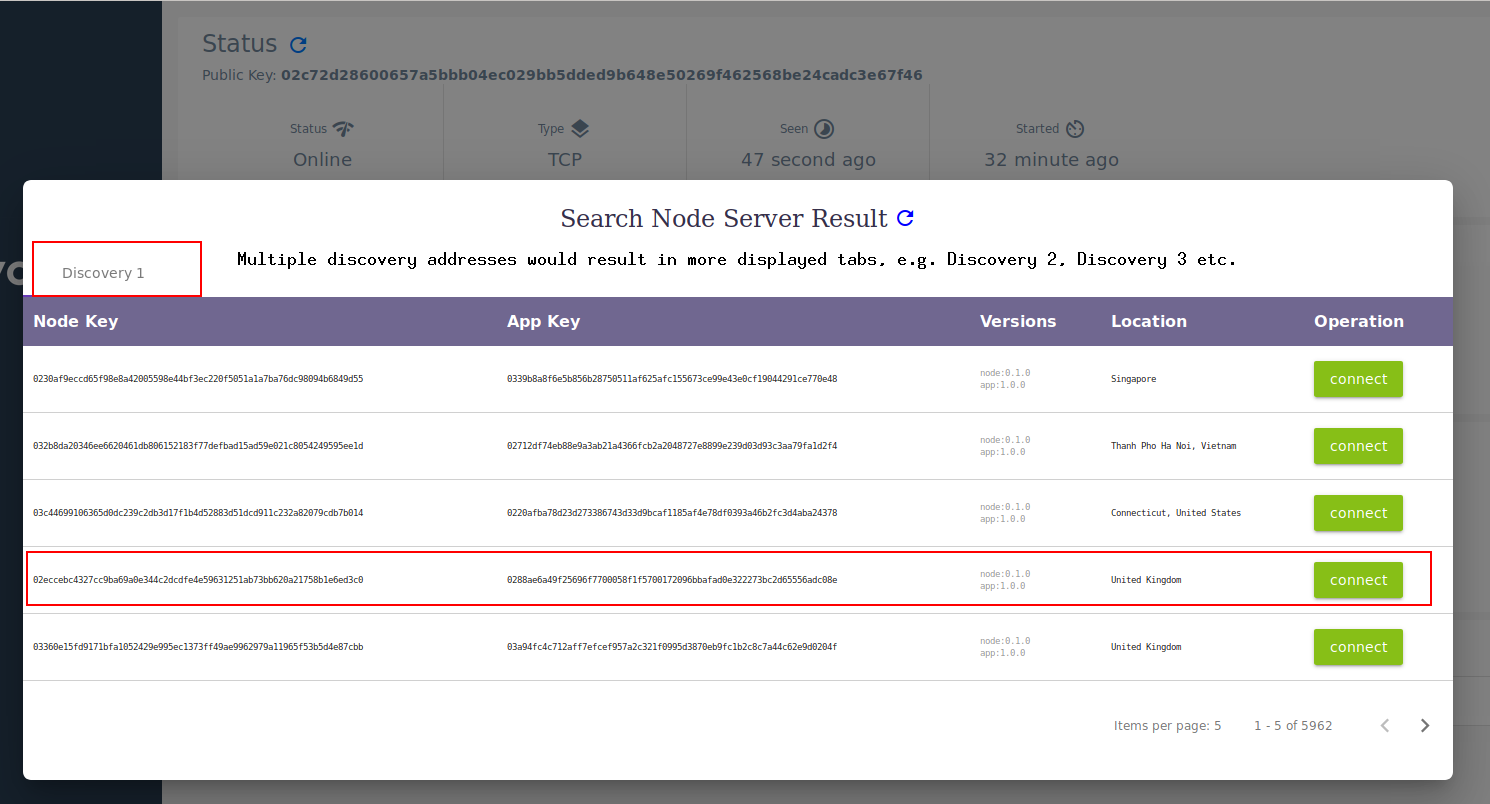 Status
Public Key: 02c72d28600657a5bbb04ec029bb5dded9b648e50269f462568be24cadc3e67f46
Status Type Seen Started
Online TCP 47 second ago 32 minute ago
Search Node Server Result
Discovery 1
Multiple discovery addresses would result in more displayed tabs, e.g. Discovery 2, Discovery 3 etc.
Node Key App Key Versions Location Operation
0230af9eccd65f98e8a42005598e44bf3ec220f5051a1a7ba76dc98094b6849d55 0339b8a8f6e5b856b28750511af625afc155673ce99e43e0cf19044291ce770e48 node:0.1.0 Singapore connect
app:1.0.0
032b8da20346ee6620461db806152183f77defbad15ad59e021c8054249595ee1d 02712df74eb88e9a3ab21a4366fcb2a2048727e8899e239d03d93c3aa79fa1d2f4 node:0.1.0 Thanh Pho Ha Noi, Vietnam connect
app:1.0.0
03c44699106365d0dc239c2db3d17f1b4d52883d51dcd911c232a82079cdb7b014 0220afba78d23d273386743d33d9bcaf1185af4e78df0393a46b2fc3d4aba24378 node:0.1.0 Connecticut, United States connect
app:1.0.0
02eccebc4327cc9ba69a0e344c2dcdfe4e59631251ab73bb620a21758b1e6ed3c0 0288ae6a49f25696f7700058f1f5700172096bbafad0e322273bc2d65556adc08e node:0.1.0 United Kingdom connect
app:1.0.0
03360e15fd9171bfa1052429e995ec1373ff49ae9962979a11965f53b5d4e87cbb 03a94fc4c712aff7efcef957a2c321f0995d3870eb9fc1b2c8c7a44c62e9d0204f node:0.1.0 United Kingdom connect
app:1.0.0
Items per page: 5 1 - 5 of 5962